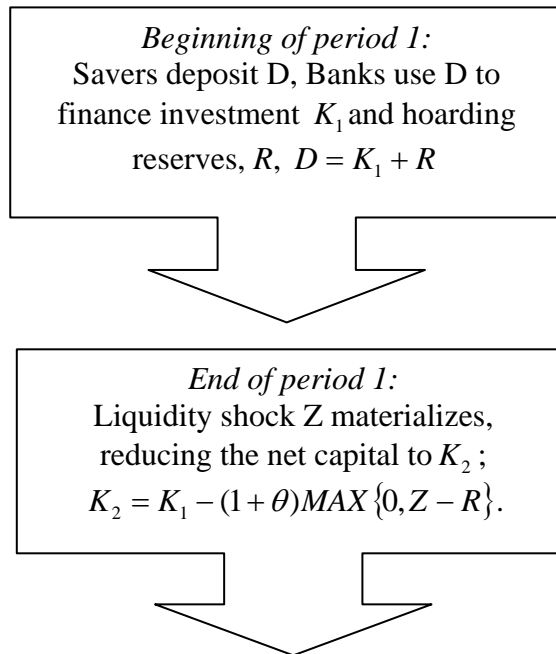 Beginning of period 1:
Savers deposit D, Banks use D to
finance investment K₁ and hoarding
reserves, R, D = K₁ + R
End of period 1:
Liquidity shock Z materializes,
reducing the net capital to K₂ ;
K₂ = K₁ − (1 + θ)MAX {0, Z − R}.